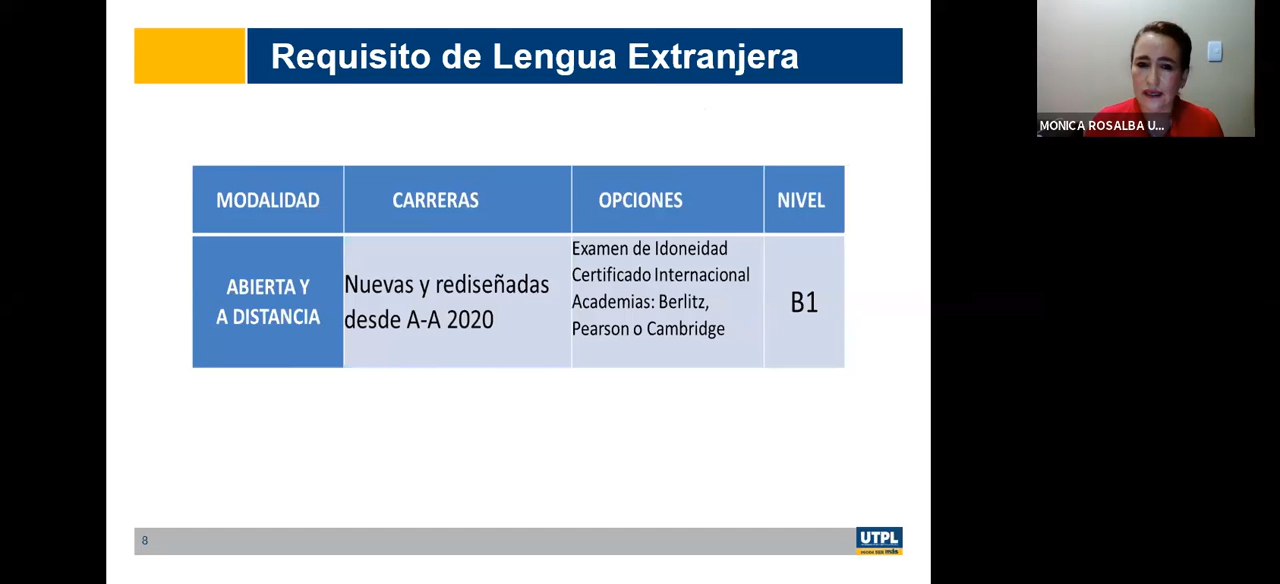 Requisito de Lengua Extranjera
MONICA ROSALBA U...
MODALIDAD
CARRERAS
OPCIONES
NIVEL
ABIERTA Y
A DISTANCIA
Nuevas y rediseñadas
desde A-A 2020
Examen de Idoneidad
Certificado Internacional
Academias: Berlitz,
Pearson o Cambridge
B1
8
UTPL